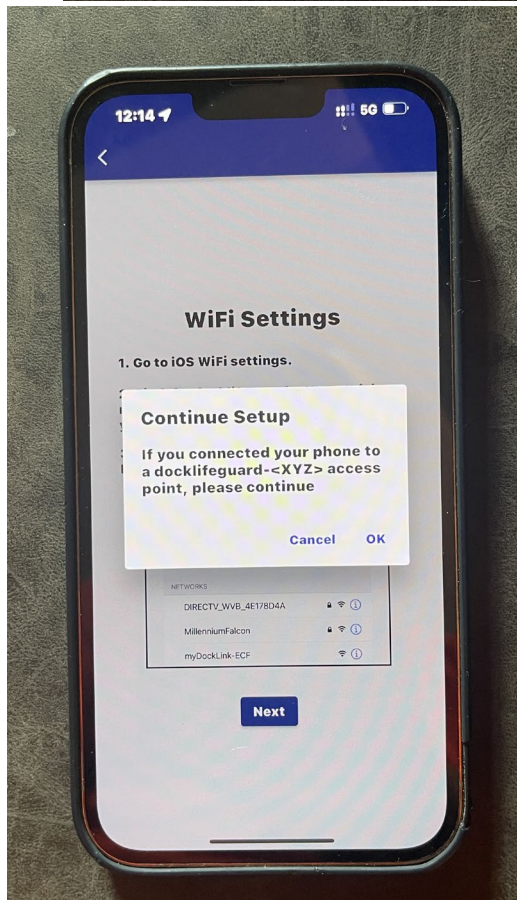 12:14
5G
WiFi Settings
1. Go to iOS WiFi settings.
Continue Setup
If you connected your phone to
a docklifeguard-<XYZ> access
point, please continue
Cancel OK
NETWORKS
DIRECTV_WVB_4E178D4A
MillenniumFalcon
myDockLink-ECF
Next